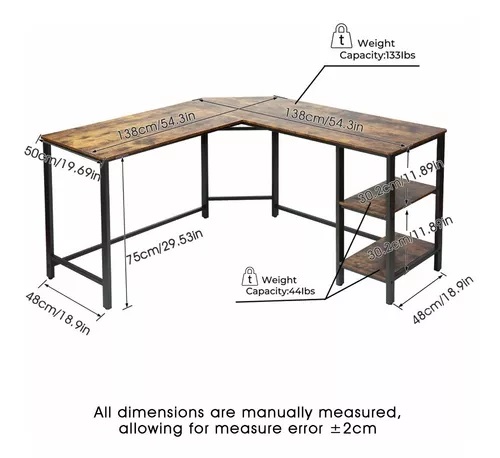 t Weight
Capacity:133lbs
138cm/54.3in
138cm/54.3in
50cm/19.69in
30.2cm/11.89in
75cm/29.53in
30.2cm/11.89in
t Weight
Capacity:44lbs
48cm/18.9in
48cm/18.9in
All dimensions are manually measured,
allowing for measure error ±2cm